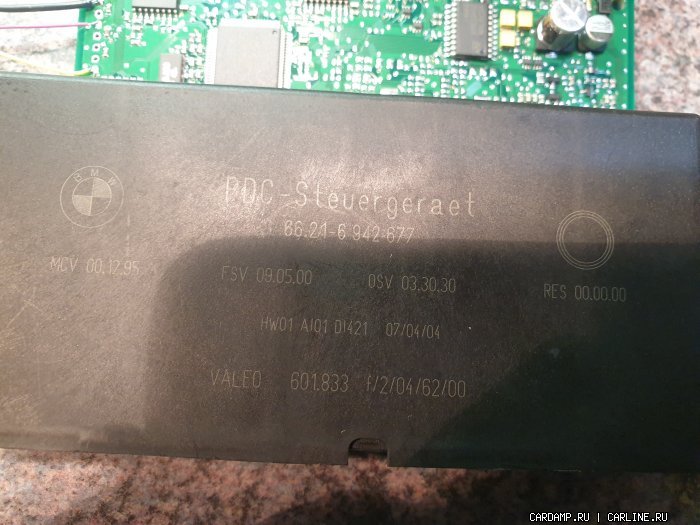 BMW
PDC-Steuergeraet
66.21-6 942 677
MCV 00.12.95 FSV 09.05.00 DSV 03.30.30 RES 00.00.00
HW01 AI01 DI421 07/04/04
VALEO 601.833 f/2/04/62/00
CARDAMP.RU | CARLINE.RU